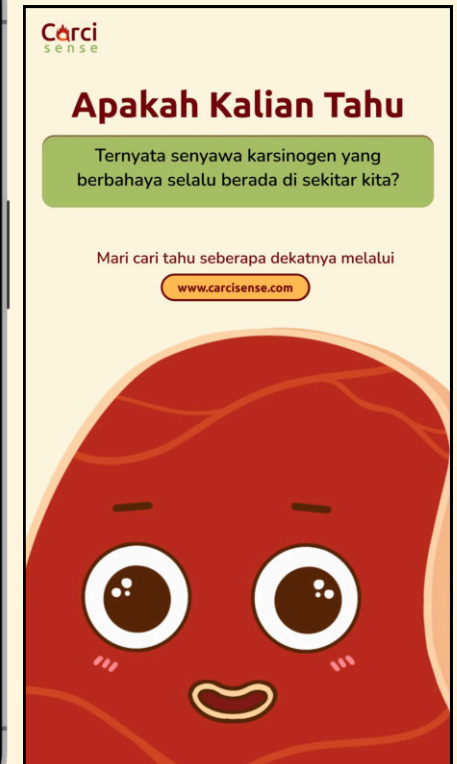 Carci
sense
Apakah Kalian Tahu
Ternyata senyawa karsinogen yang
berbahaya selalu berada di sekitar kita?
Mari cari tahu seberapa dekatnya melalui
www.carcisense.com